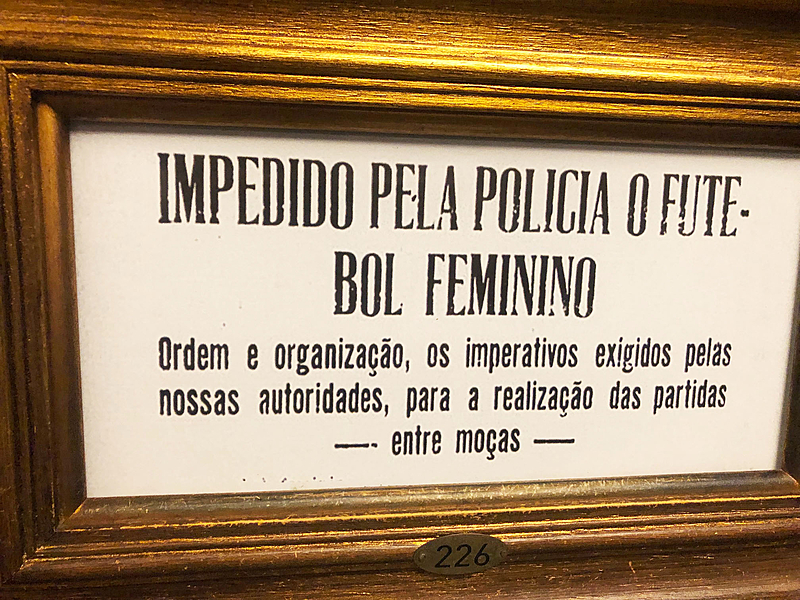 IMPEDIDO PELA POLICIA O FUTE-
BOL FEMININO
Ordem e organização, os imperativos exigidos pelas
nossas autoridades, para a realização das partidas
—- entre moças —
226